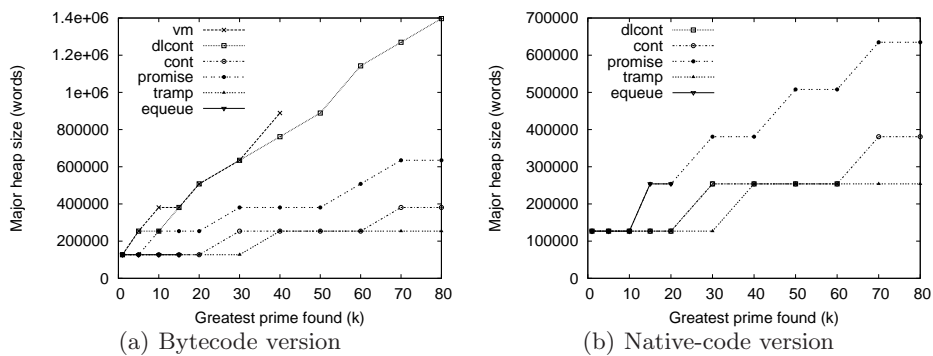 1.4e+06
1.2e+06
1e+06
800000
600000
400000
200000
0
Major heap size (words)
vm
dlcont
cont
promise
tramp
equeue
0 10 20 30 40 50 60 70 80
Greatest prime found (k)
(a) Bytecode version
700000
600000
500000
400000
300000
200000
100000
0
Major heap size (words)
dlcont
cont
promise
tramp
equeue
0 10 20 30 40 50 60 70 80
Greatest prime found (k)
(b) Native-code version